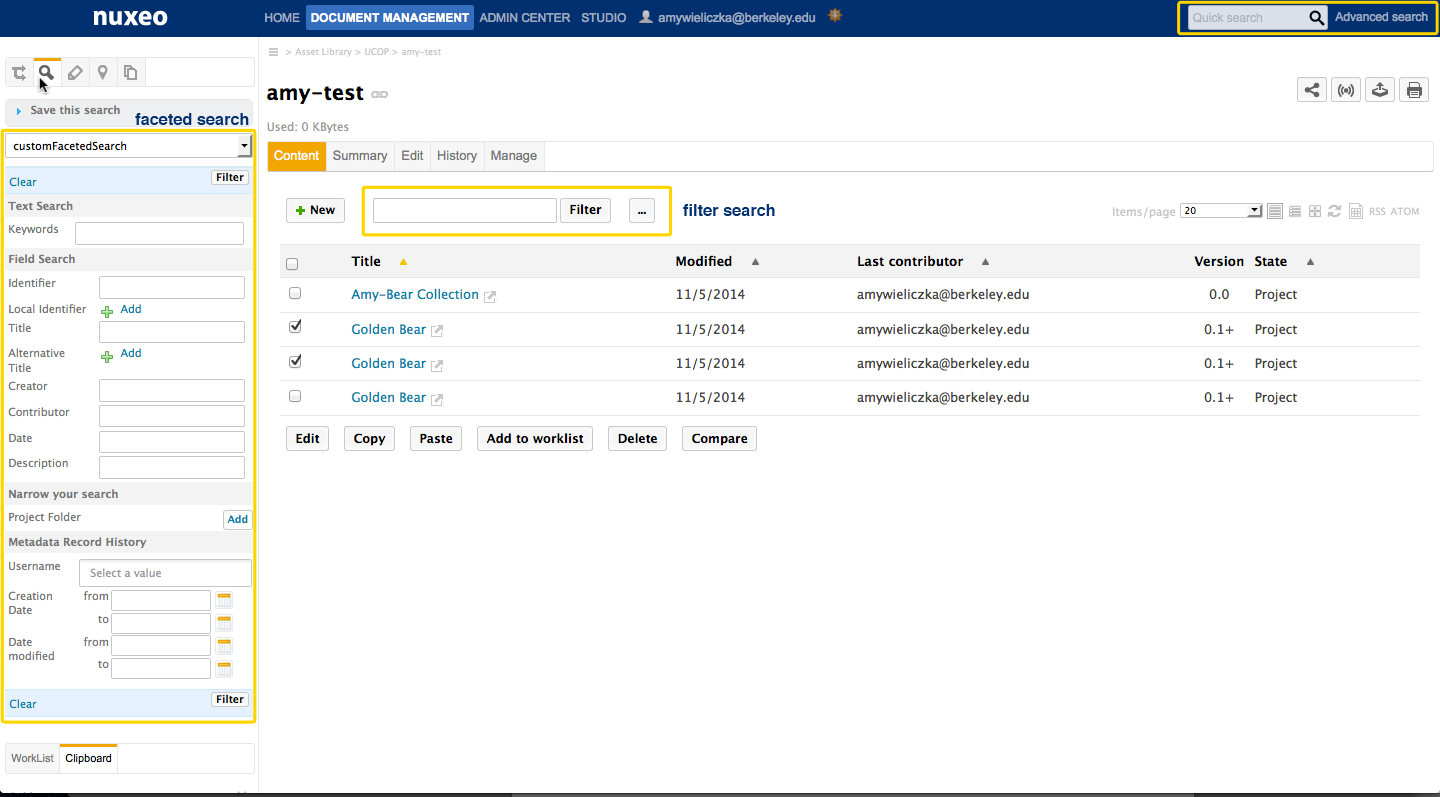 nuxeo
HOME DOCUMENT MANAGEMENT ADMIN CENTER STUDIO amywieliczka@berkeley.edu
Quick search Advanced search
> Asset Library > UCOP > amy-test
amy-test
Used: 0 KBytes
Content Summary Edit History Manage
Save this search
faceted search
customFacetedSearch
Clear Filter
Text Search
Keywords
Field Search
Identifier
Local Identifier Add
Title
Alternative
Title
Add
Creator
Contributor
Date
Description
Narrow your search
Project Folder Add
Metadata Record History
Username Select a value
Creation
Date
from
to
Date
modified
from
to
Clear Filter
WorkList Clipboard
+ New Filter ... filter search
Items/page 20 RSS ATOM
Title Modified Last contributor Version State
Amy-Bear Collection 11/5/2014 amywieliczka@berkeley.edu 0.0 Project
Golden Bear 11/5/2014 amywieliczka@berkeley.edu 0.1+ Project
Golden Bear 11/5/2014 amywieliczka@berkeley.edu 0.1+ Project
Golden Bear 11/5/2014 amywieliczka@berkeley.edu 0.1+ Project
Edit Copy Paste Add to worklist Delete Compare